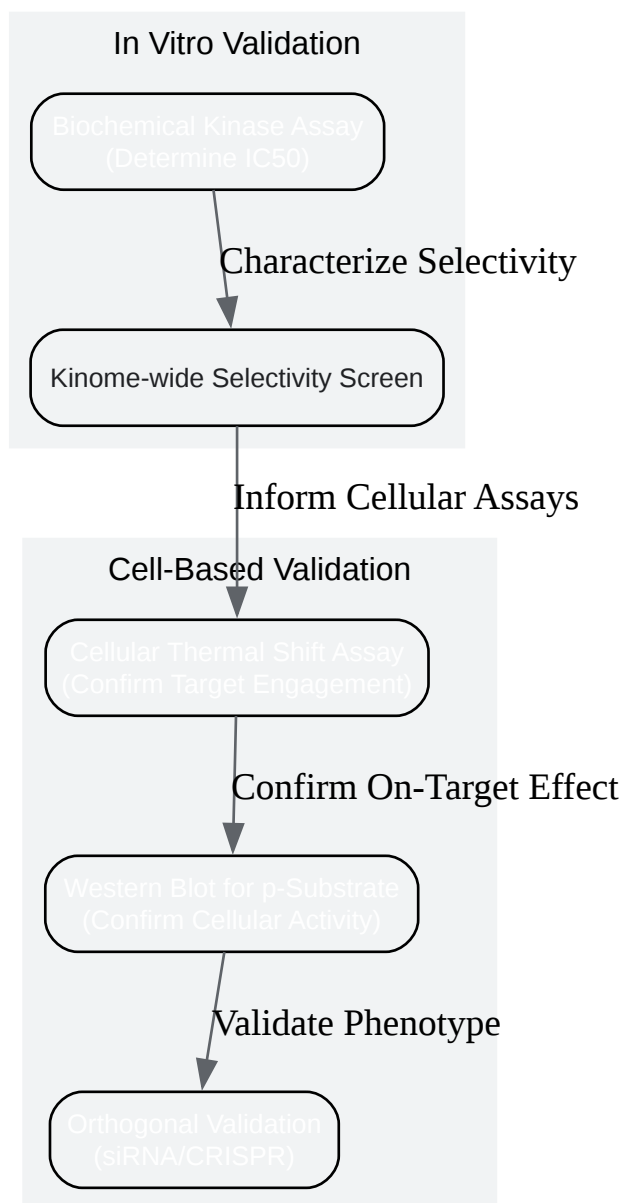 In Vitro Validation
Biochemical Kinase Assay
(Determine IC50)
Characterize Selectivity
Kinome-wide Selectivity Screen
Inform Cellular Assays
Cell-Based Validation
Cellular Thermal Shift Assay
(Confirm Target Engagement)
Confirm On-Target Effect
Western Blot for p-Substrate
(Confirm Cellular Activity)
Validate Phenotype
Orthogonal Validation
(siRNA/CRISPR)